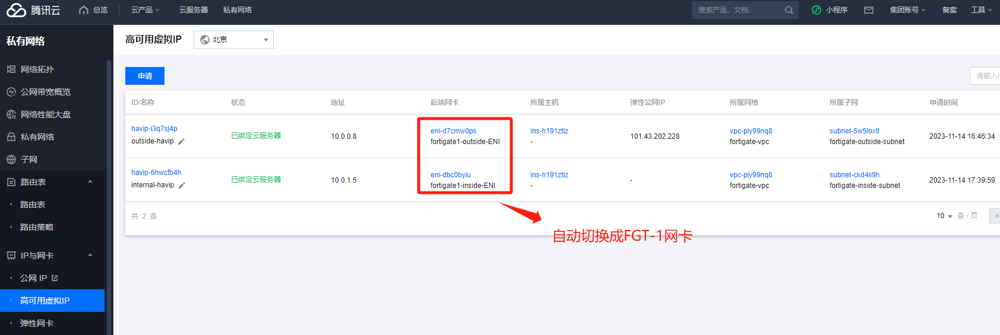 腾讯云 总览 云产品 云服务器 私有网络 搜索产品、文档... 小程序 集团账号 备案 工具
私有网络
高可用虚拟IP 北京
网络拓扑
公网带宽概览
网络性能大盘
私有网络
子网
路由表
路由表
路由策略
IP与网卡
公网 IP
高可用虚拟IP
弹性网卡
申请
请输入I
ID/名称 状态 地址 后端网卡 所属主机 弹性公网IP 所属网络 所属子网 申请时间
havip-i3q7sj4p
outside-havip
已绑定云服务器
10.0.0.8
eni-d7cmw0ps
fortigate1-outside-ENI
ins-h191ztlz
-
101.43.202.228
vpc-piy99nq8
fortigate-vpc
subnet-5w5loxtl
fortigate-outside-subnet
2023-11-14 16:46:34
havip-6hwcfb4h
internal-havip
已绑定云服务器
10.0.1.5
eni-dbc0byiu
fortigate1-inside-ENI
ins-h191ztlz
-
-
vpc-piy99nq8
fortigate-vpc
subnet-ckd4ii9h
fortigate-inside-subnet
2023-11-14 17:39:59
共 2 条
10 条 / 页
自动切换成FGT-1网卡